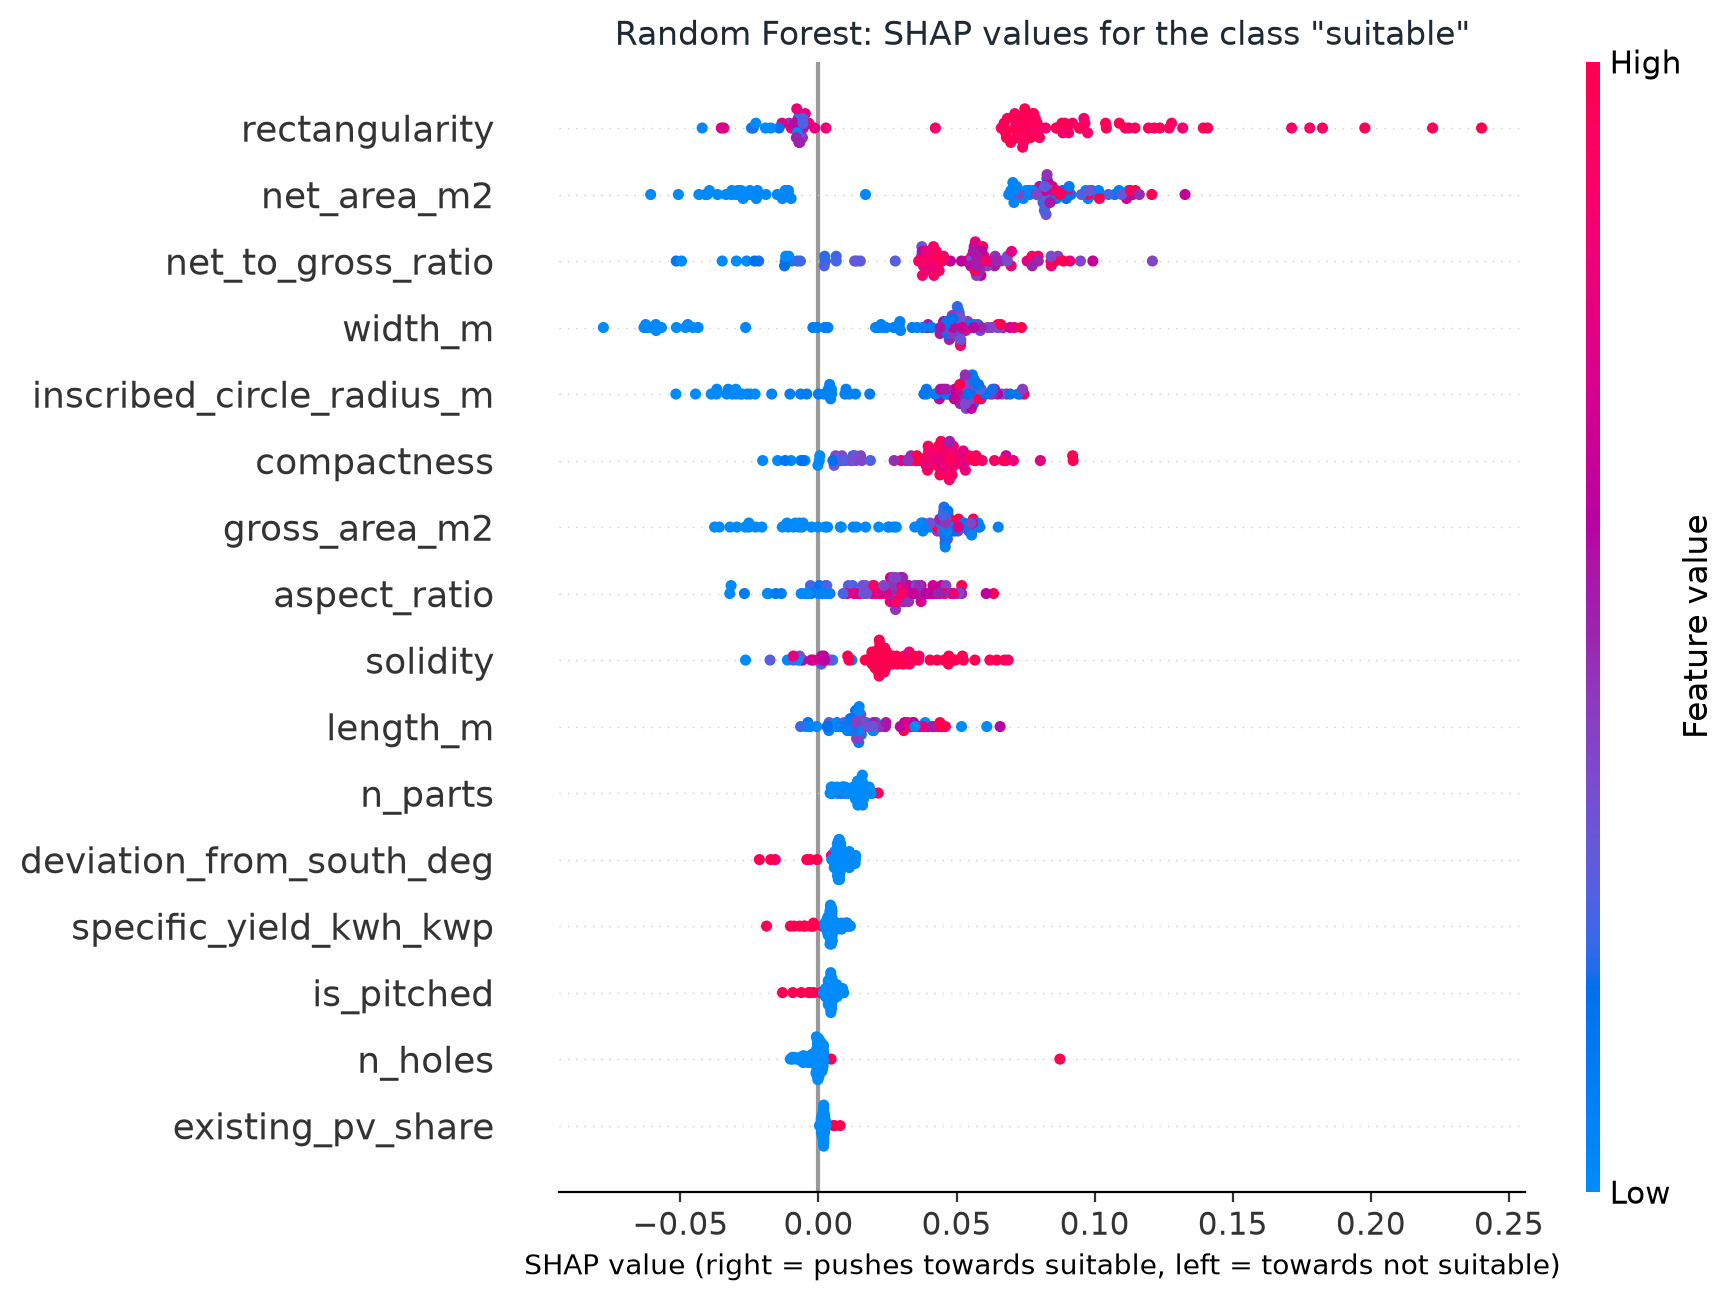 Random Forest: SHAP values for the class "suitable"
High
rectangularity
net_area_m2
net_to_gross_ratio
width_m
inscribed_circle_radius_m
compactness
gross_area_m2
aspect_ratio
solidity
length_m
n_parts
deviation_from_south_deg
specific_yield_kwh_kwp
is_pitched
n_holes
existing_pv_share
Feature value
Low
−0.05 0.00 0.05 0.10 0.15 0.20 0.25
SHAP value (right = pushes towards suitable, left = towards not suitable)